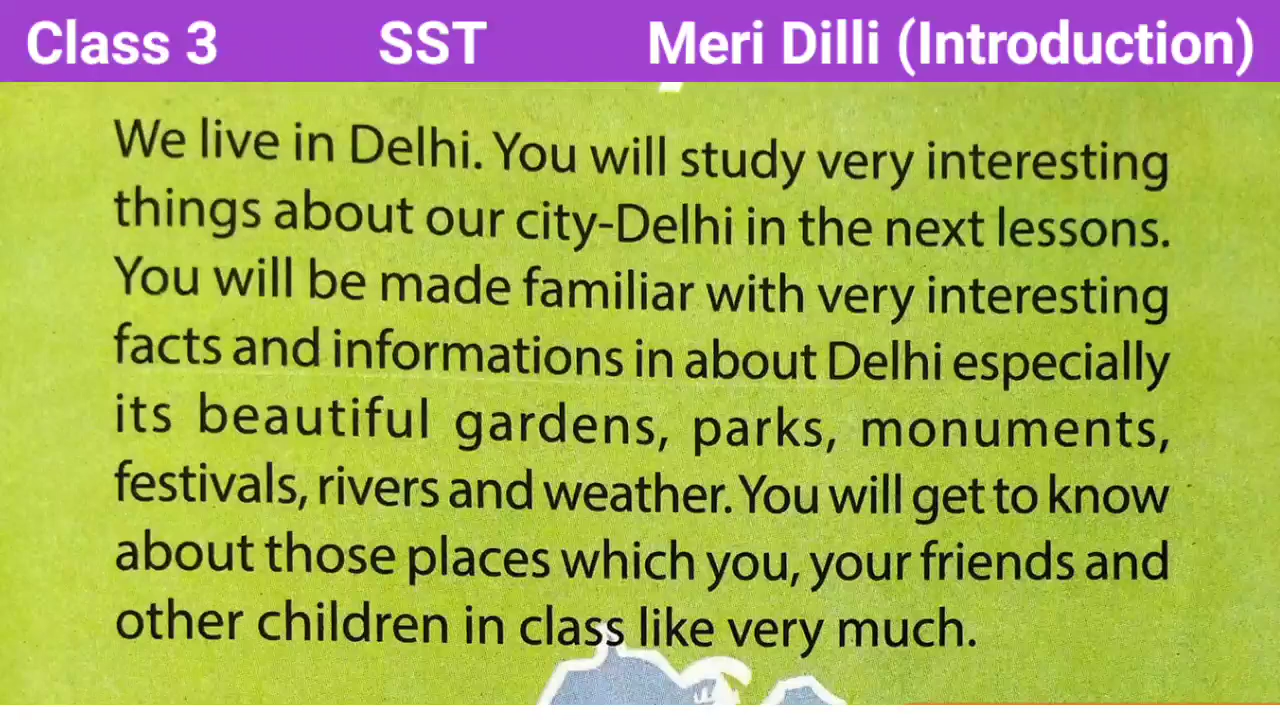 Class 3 SST Meri Dilli (Introduction)
We live in Delhi. You will study very interesting
things about our city-Delhi in the next lessons.
You will be made familiar with very interesting
facts and informations in about Delhi especially
its beautiful gardens, parks, monuments,
festivals, rivers and weather. You will get to know
about those places which you, your friends and
other children in class like very much.